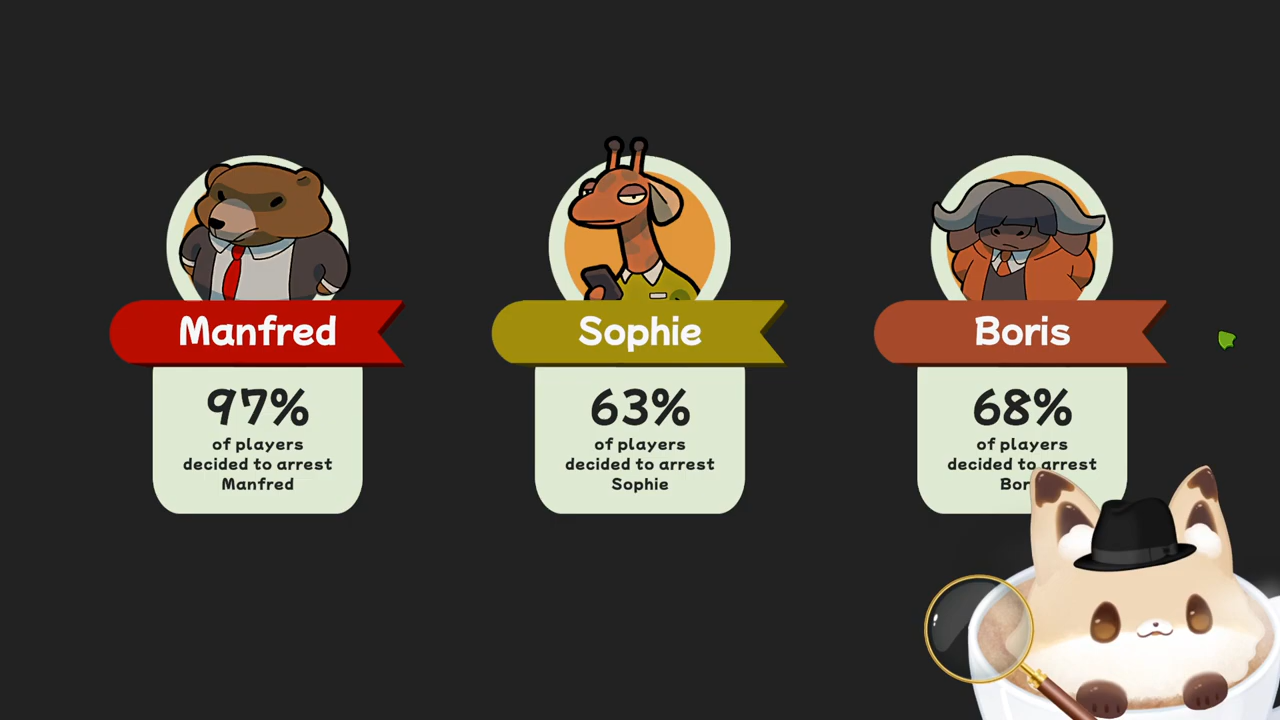 Manfred
97%
of players
decided to arrest
Manfred
Sophie
63%
of players
decided to arrest
Sophie
Boris
68%
of players
decided to arrest